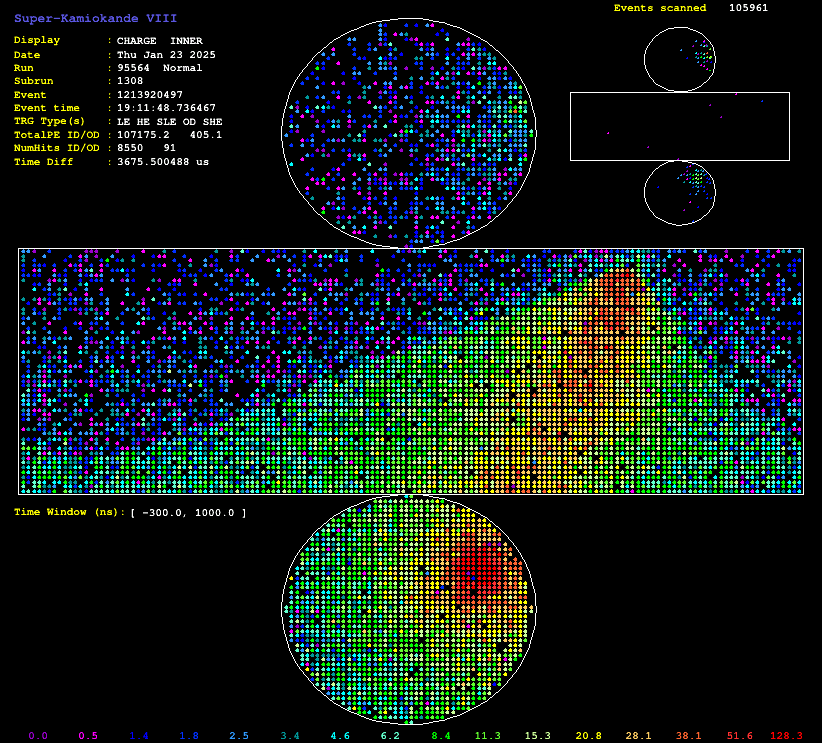 Super-Kamiokande VIII
Events scanned 105961
Display : CHARGE INNER
Date : Thu Jan 23 2025
Run : 95564 Normal
Subrun : 1308
Event : 1213920497
Event time : 19:11:48.736467
TRG Type(s) : LE HE SLE OD SHE
TotalPE ID/OD : 107175.2 405.1
NumHits ID/OD : 8550 91
Time Diff : 3675.500488 us
Time Window (ns): [ -300.0, 1000.0 ]
0.0 0.5 1.4 1.8 2.5 3.4 4.6 6.2 8.4 11.3 15.3 20.8 28.1 38.1 51.6 128.3